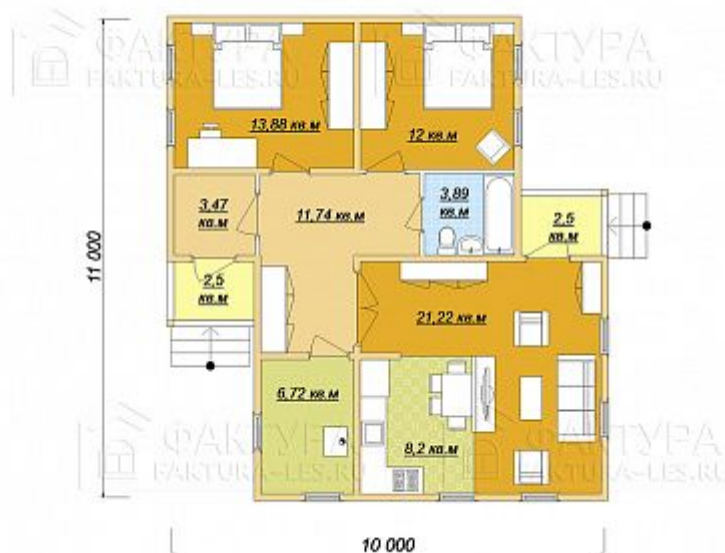 ФАКТУРА
FAKTURA-LES.RU
ФАКТУРА
FAKTURA-LES.RU
13,88 кв.м
12 кв.м
3,47
кв.м
11,74 кв.м
3,89
кв.м
2,5
кв.м
2,5
кв.м
11 000
21,22 кв.м
6,72 кв.м
8,2 кв.м
ФАКТУРА
FAKTURA-LES.RU
ФАКТУРА
FAKTURA-LES.RU
10 000